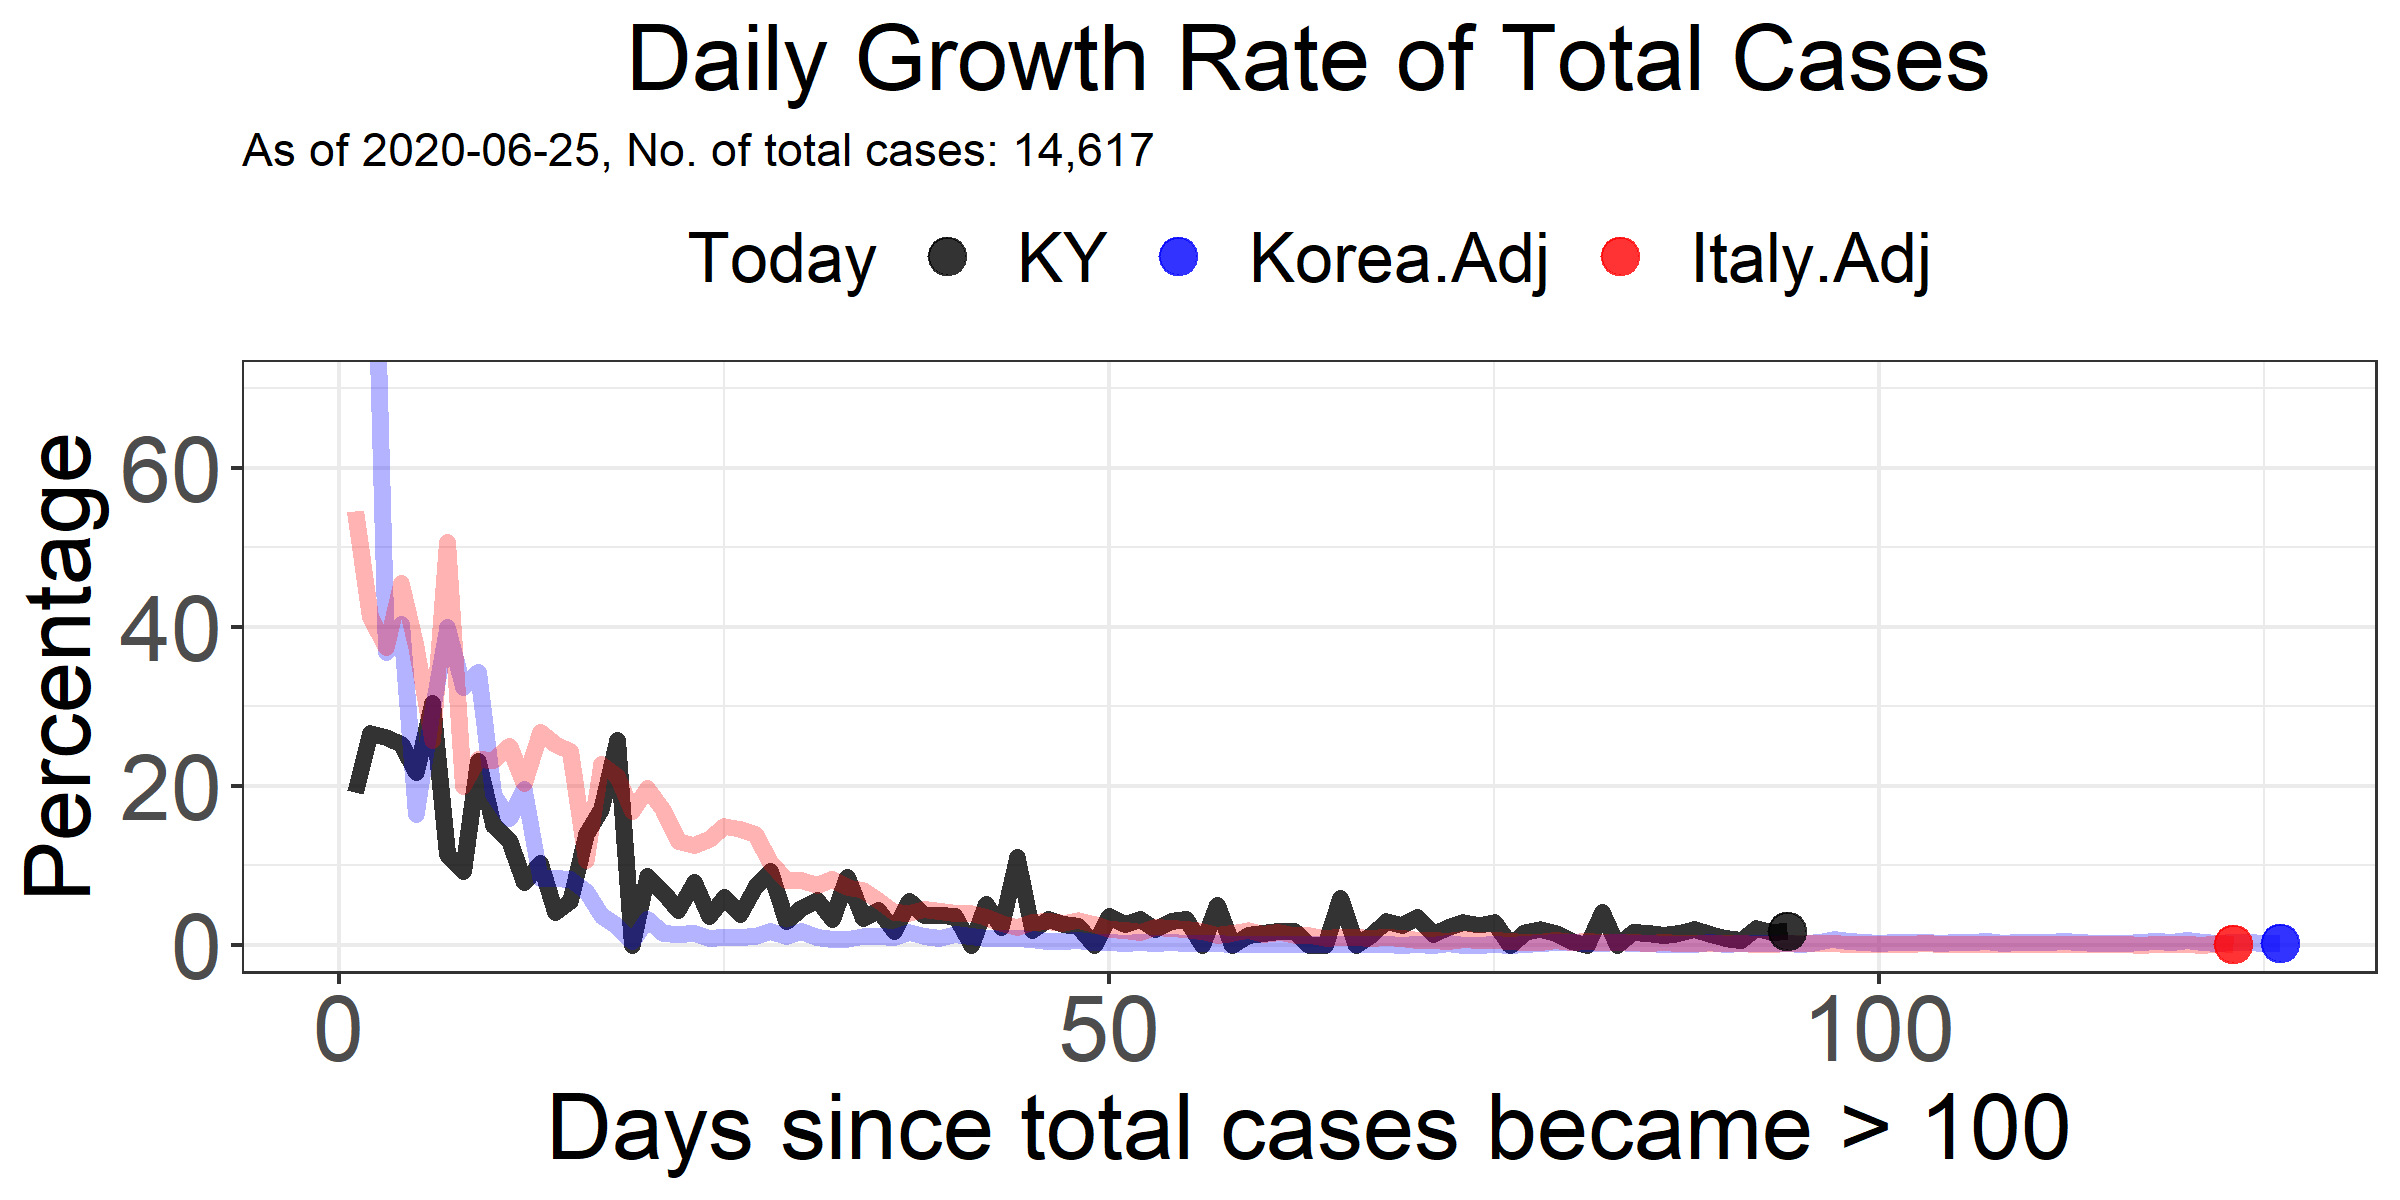 Daily Growth Rate of Total Cases
As of 2020-06-25, No. of total cases: 14,617
Today KY Korea.Adj Italy.Adj
Percentage
60
40
20
0
0 50 100
Days since total cases became > 100